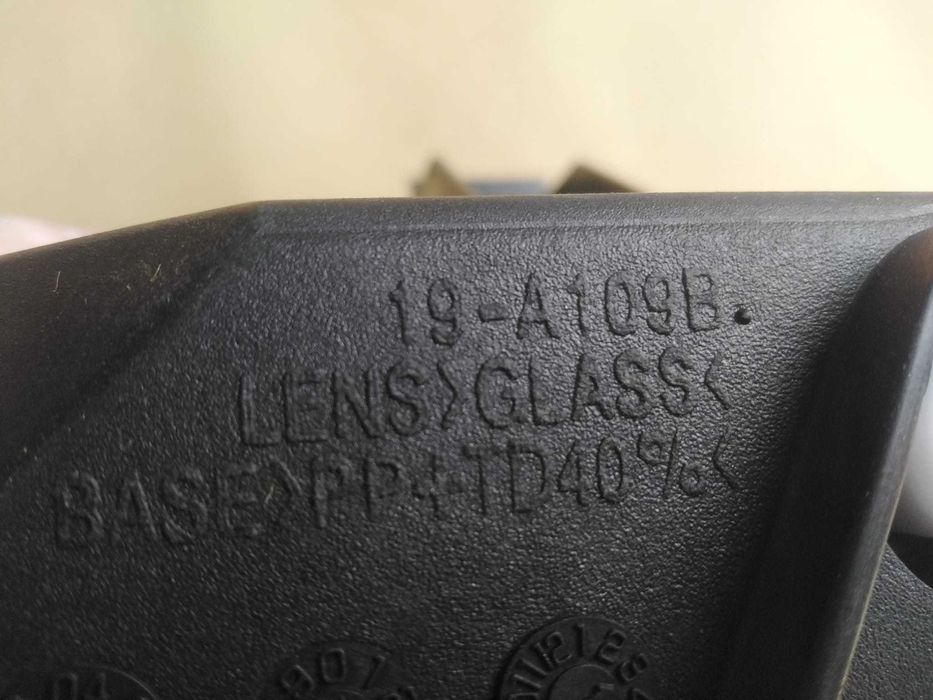 19-A109B.
LENS>GLASS<
BASE>PP+TD40%<